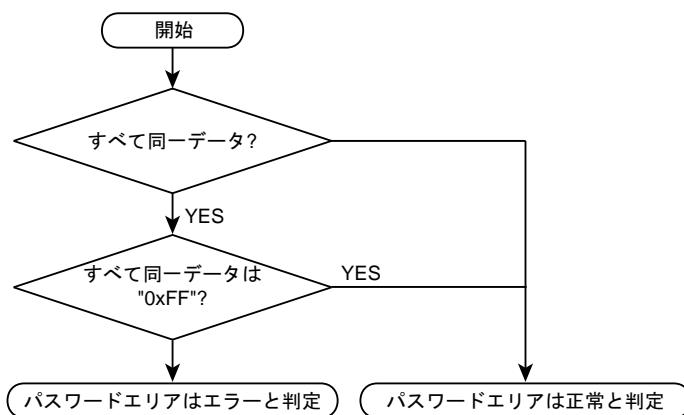 開始
すべて同一データ?
YES
すべて同一データは
"0xFF"?
YES
パスワードエリアはエラーと判定
パスワードエリアは正常と判定